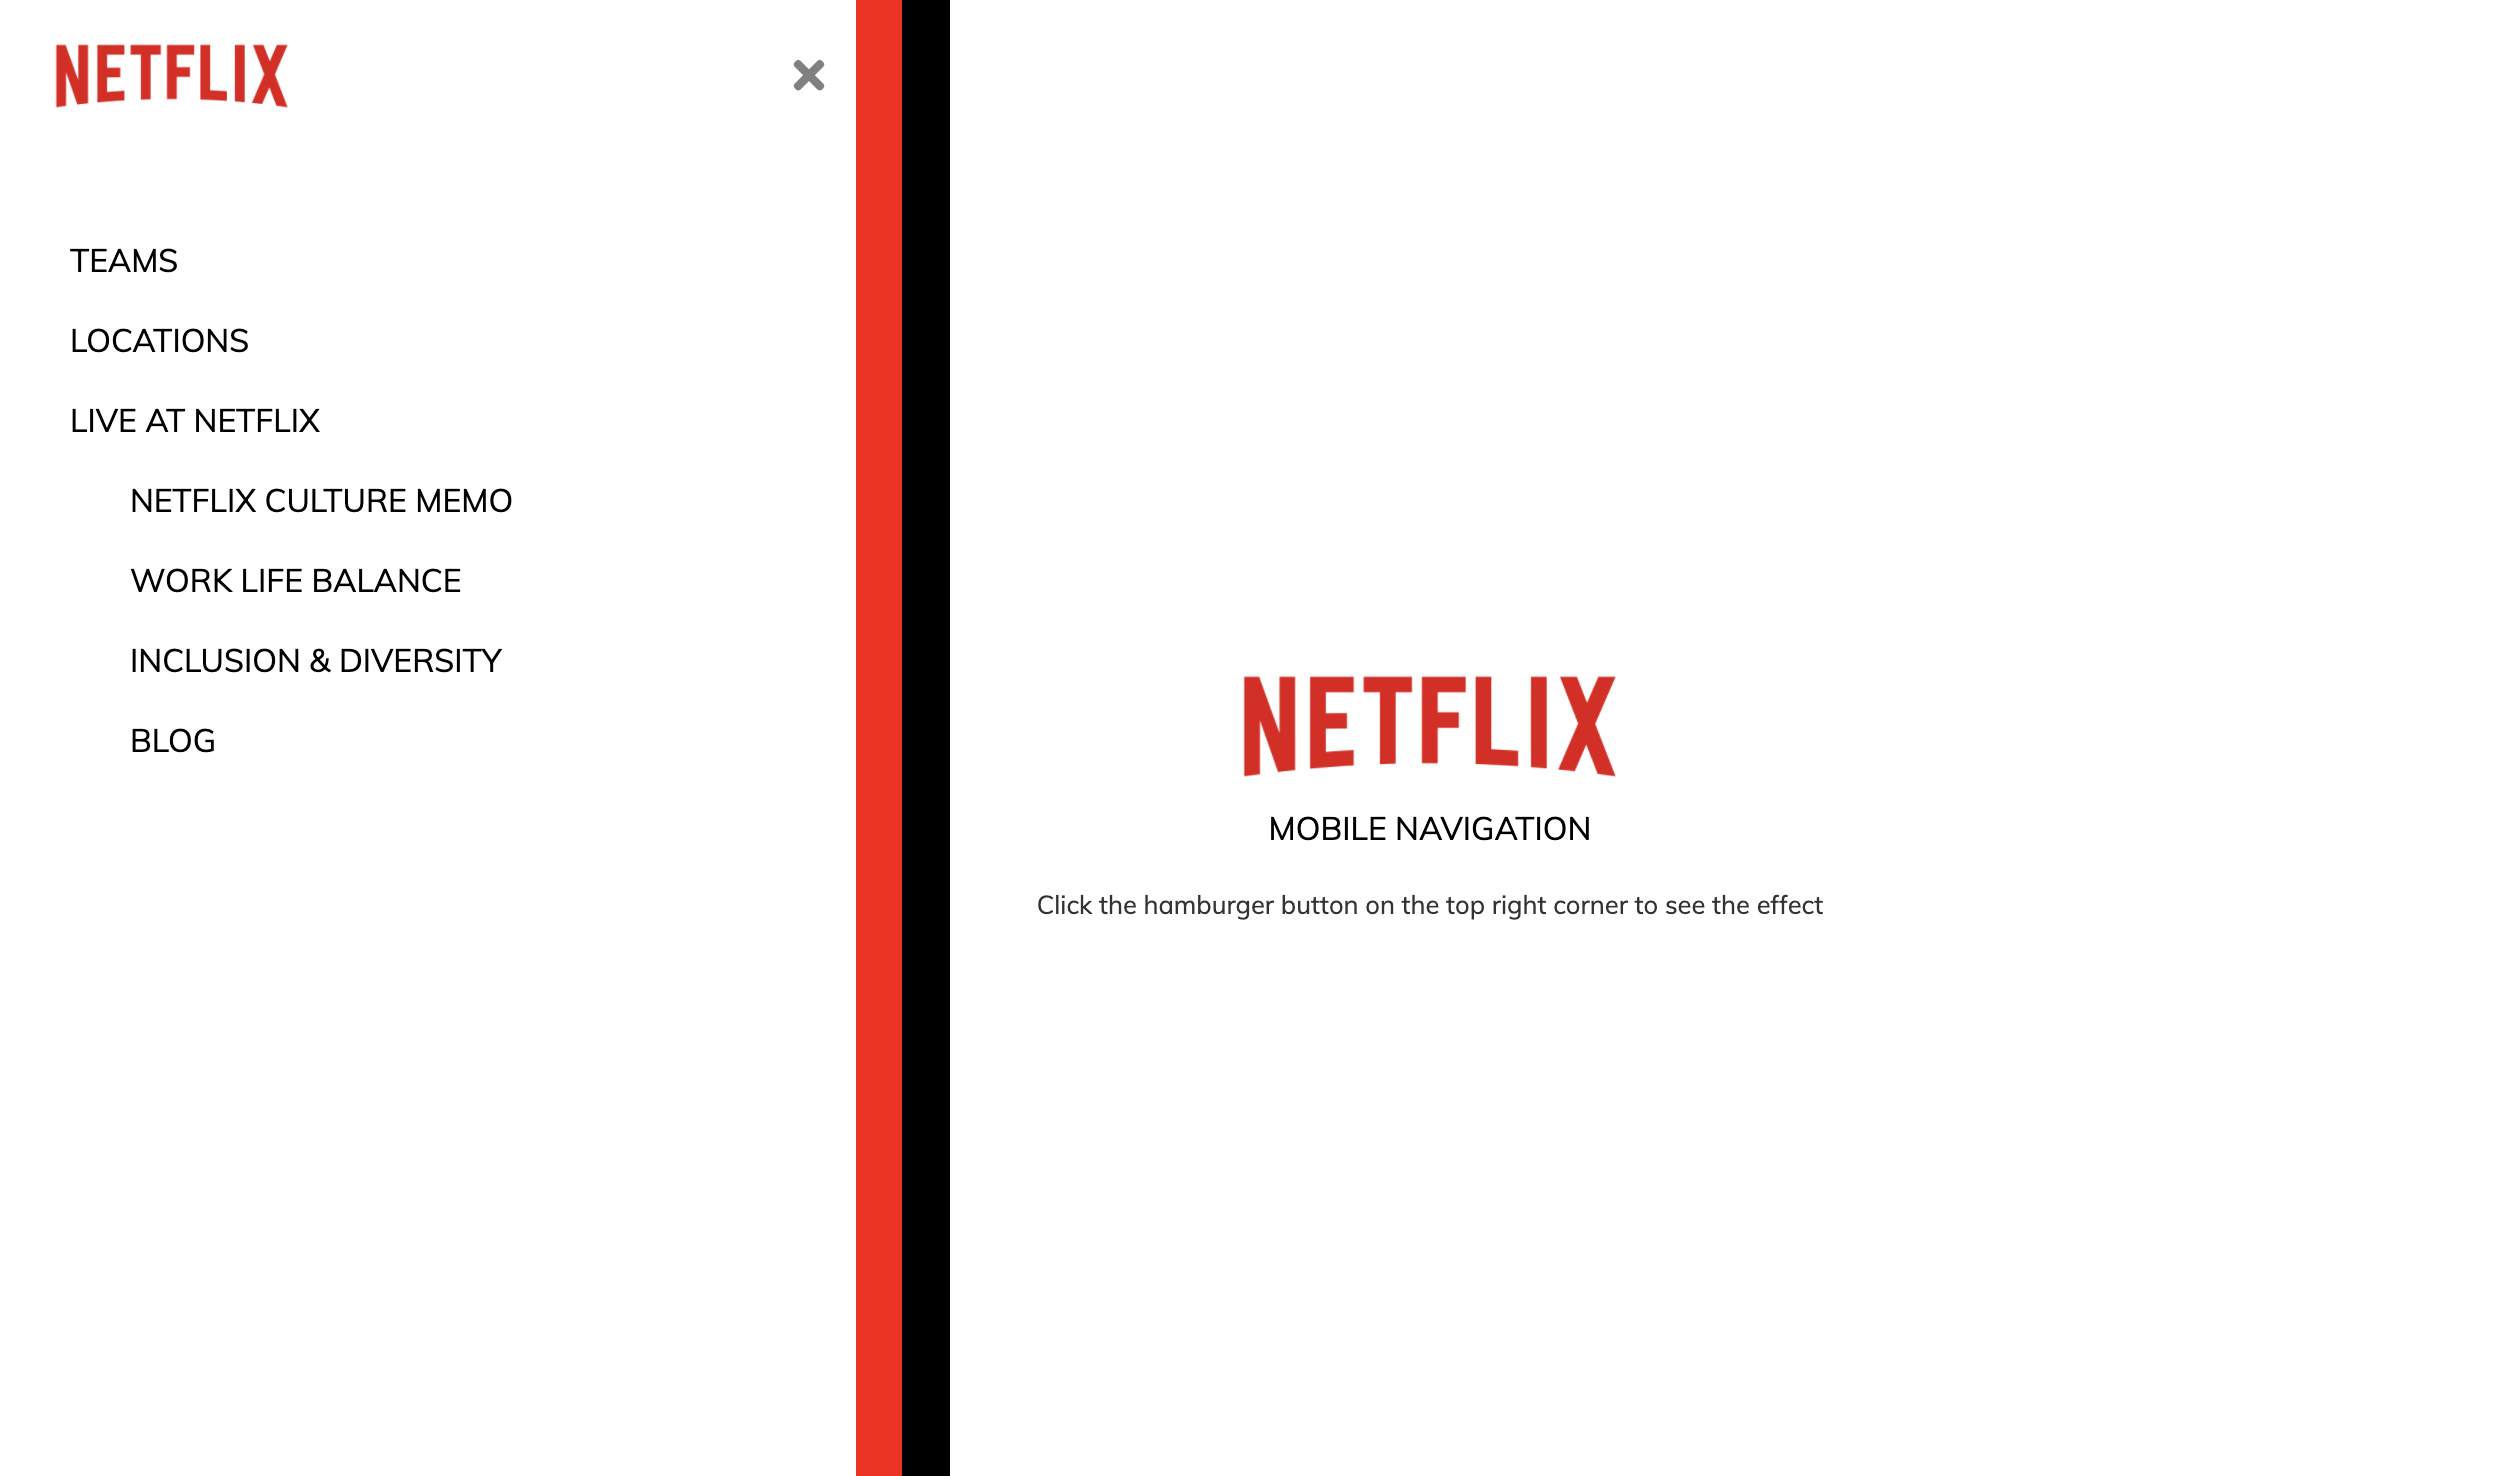 NETFLIX
TEAMS
LOCATIONS
LIVE AT NETFLIX
NETFLIX CULTURE MEMO
WORK LIFE BALANCE
INCLUSION & DIVERSITY
BLOG
NETFLIX
MOBILE NAVIGATION
Click the hamburger button on the top right corner to see the effect